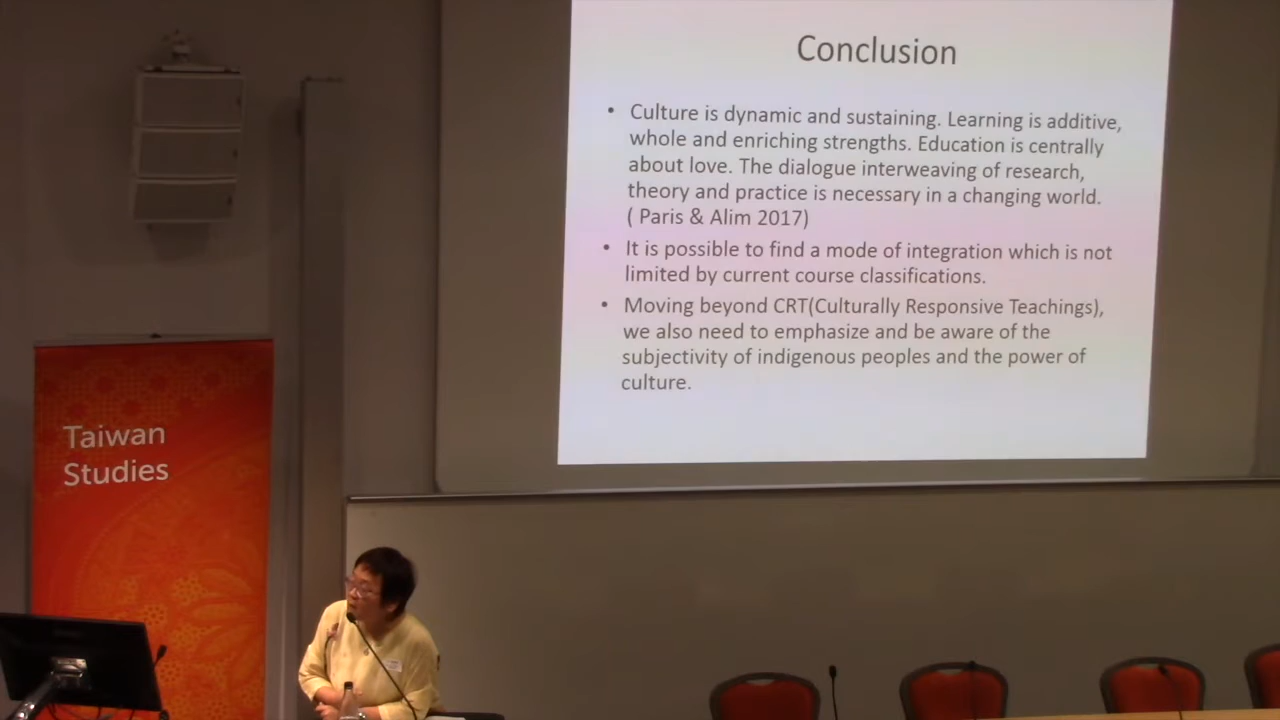 Conclusion
• Culture is dynamic and sustaining. Learning is additive,
whole and enriching strengths. Education is centrally
about love. The dialogue interweaving of research,
theory and practice is necessary in a changing world.
( Paris & Alim 2017)
• It is possible to find a mode of integration which is not
limited by current course classifications.
• Moving beyond CRT(Culturally Responsive Teachings),
we also need to emphasize and be aware of the
subjectivity of indigenous peoples and the power of
culture.
Taiwan
Studies